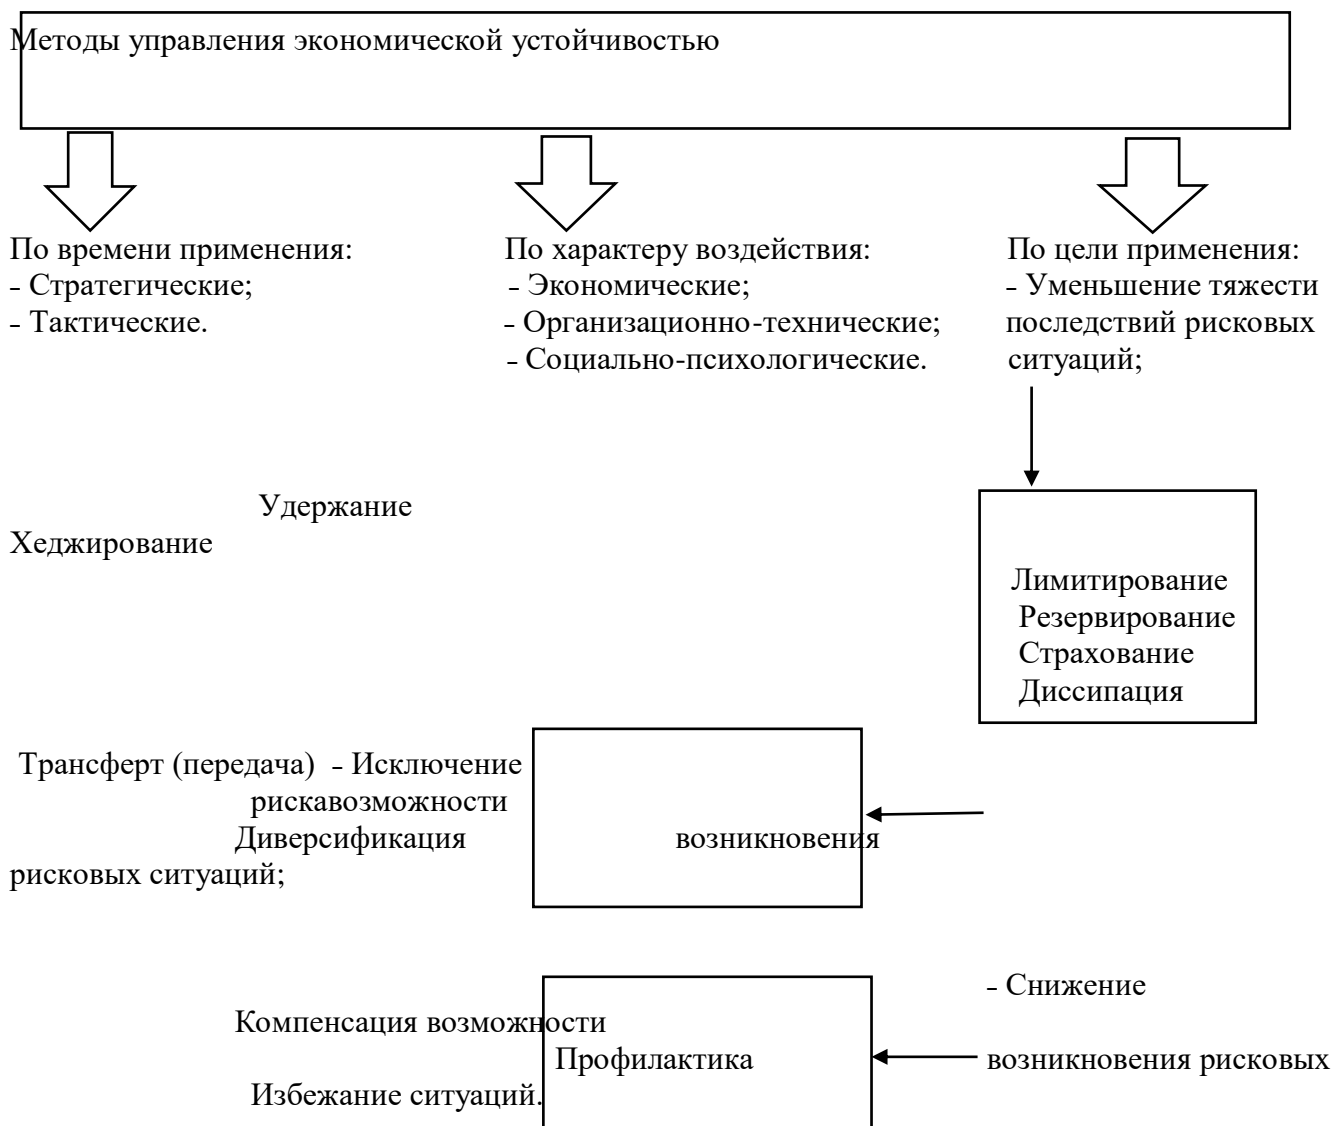 Методы управления экономической устойчивостью
По времени применения:
- Стратегические;
- Тактические.
По характеру воздействия:
- Экономические;
- Организационно-технические;
- Социально-психологические.
По цели применения:
- Уменьшение тяжести
последствий рисковых
ситуаций;
Удержание
Хеджирование
Лимитирование
Резервирование
Страхование
Диссипация
Трансферт (передача) - Исключение
рискавозможности
Диверсификация возникновения
рисковых ситуаций;
- Снижение
Компенсация возможности
Профилактика возникновения рисковых
Избежание ситуаций.